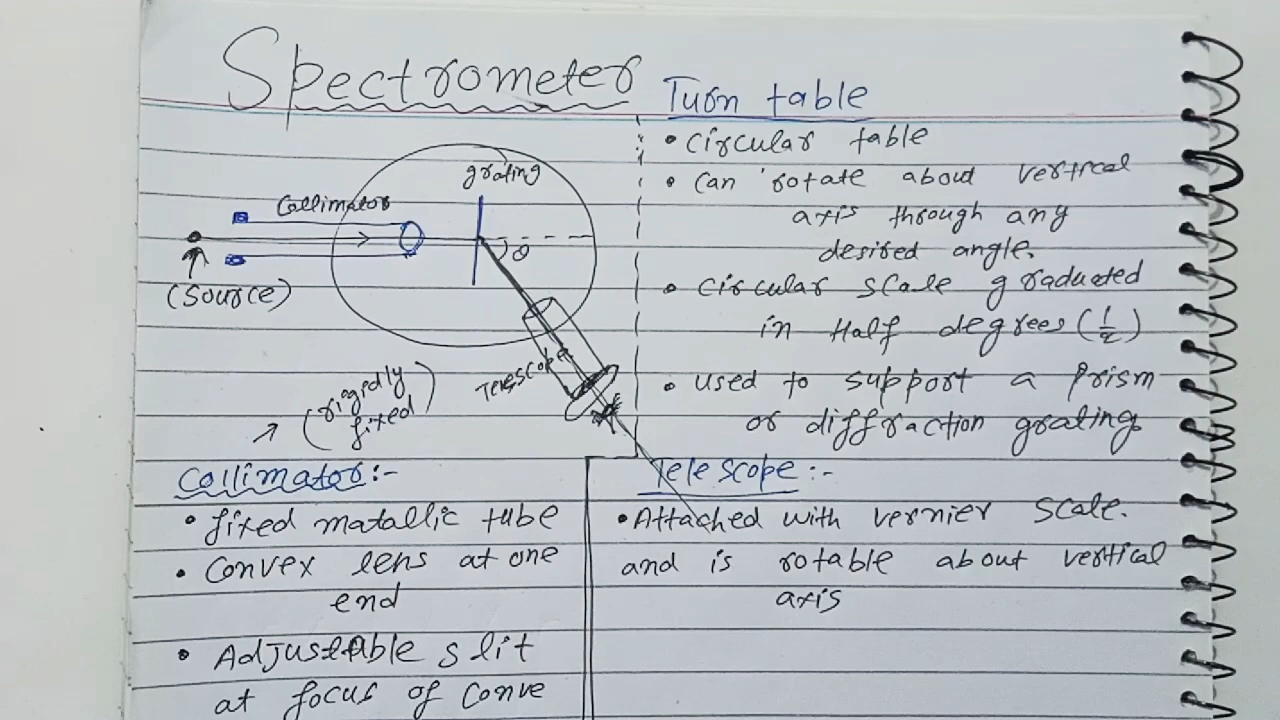 Spectrometer
grating
Collimator
θ
(Source)
Telescope
(rigedly
fixed)
Turn table
• circular table
• can rotate about vertical
axis through any
desired angle.
• circular scale graduated
in Half degrees (1/2)
• used to support a prism
or diffraction grating
Collimator:-
• fixed matallic tube
• Convex lens at one
end
• Adjustable slit
at focus of Conve
Telescope:-
• Attached with vernier scale.
and is rotable about vertical
axis